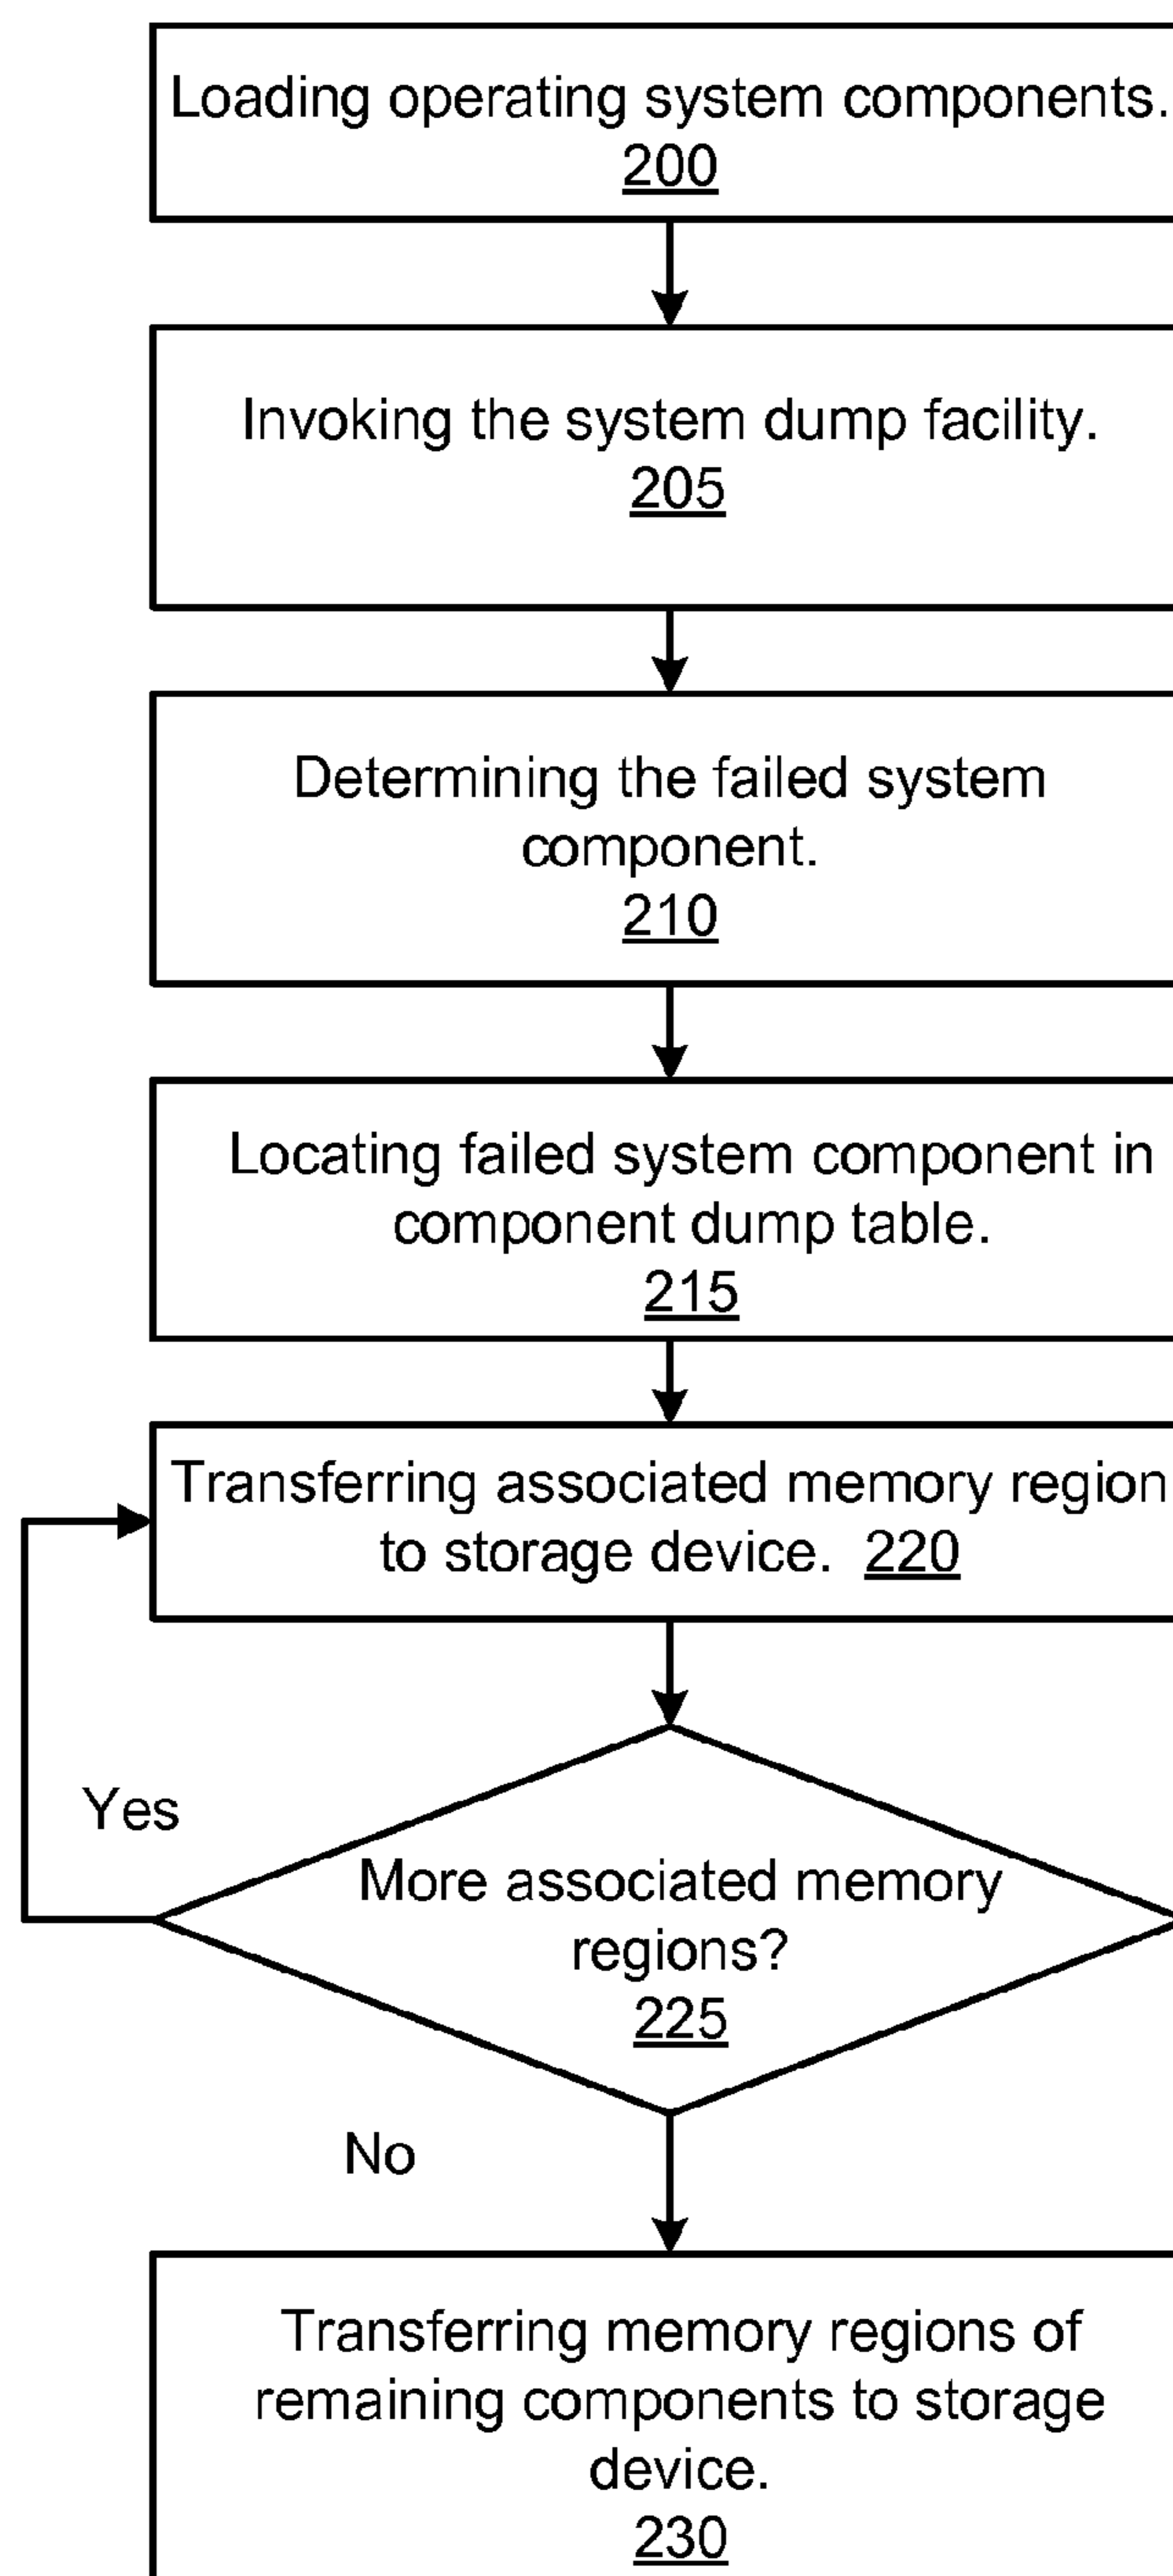 Loading operating system components.
200
Invoking the system dump facility.
205
Determining the failed system
component.
210
Locating failed system component in
component dump table.
215
Transferring associated memory region
to storage device. 220
Yes
More associated memory
regions?
225
No
Transferring memory regions of
remaining components to storage
device.
230